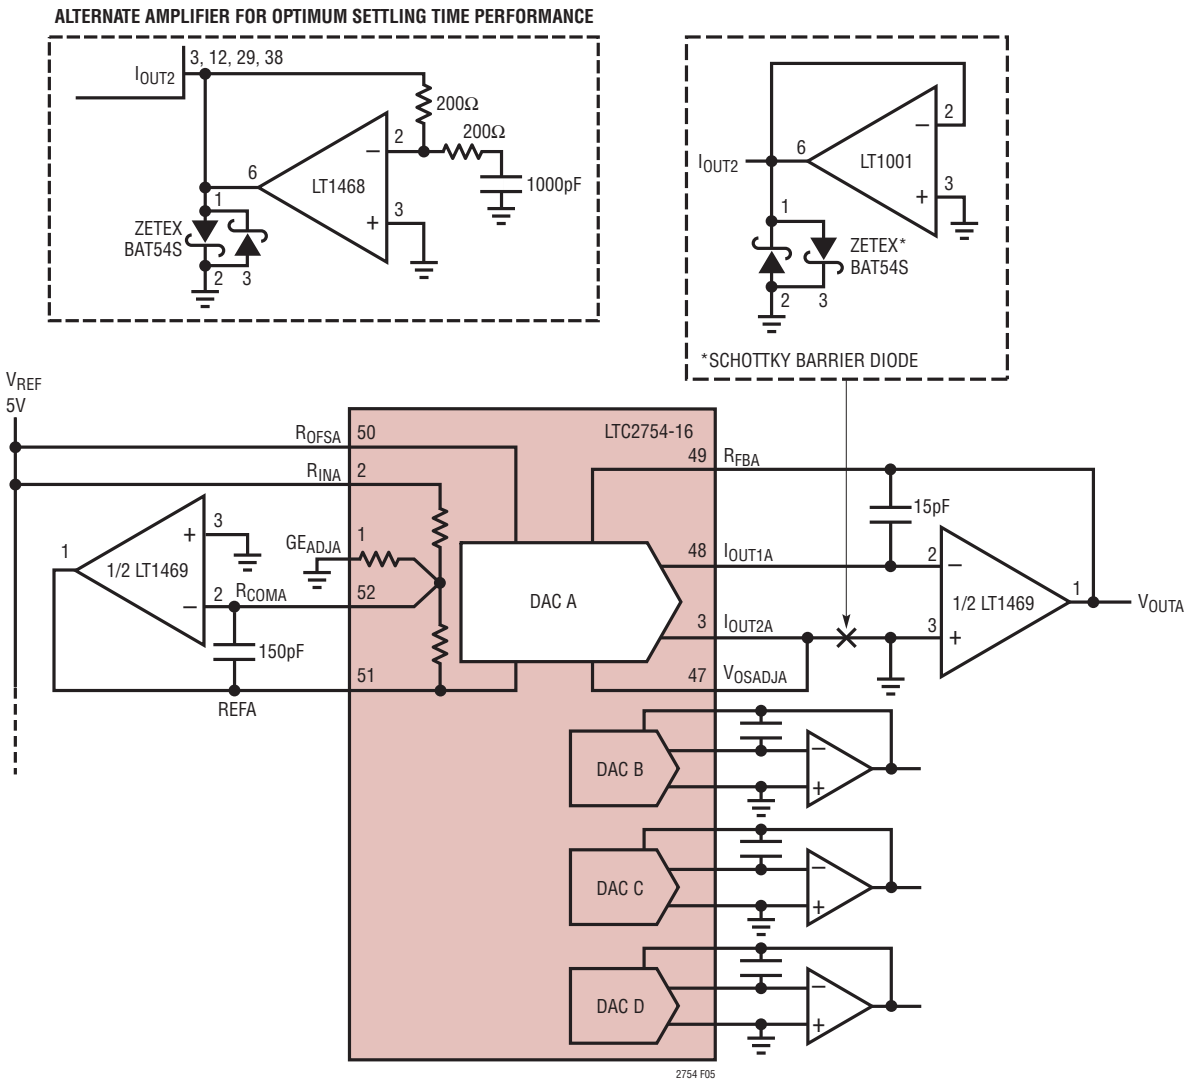 ALTERNATE AMPLIFIER FOR OPTIMUM SETTLING TIME PERFORMANCE
IOUT2
3, 12, 29, 38
200Ω
200Ω
2
−
6
LT1468
1000pF
+
3
1
ZETEX
BAT54S
2
3
IOUT2
6
2
−
LT1001
3
+
1
ZETEX*
BAT54S
2
3
*SCHOTTKY BARRIER DIODE
VREF
5V
ROFSA
50
LTC2754-16
RINA
2
49
RFBA
15pF
1
3
+
1/2 LT1469
−
2
RCOMA
150pF
REFA
GEADJA
1
52
51
DAC A
48
IOUT1A
2
−
3
IOUT2A
3
+
1/2 LT1469
1
VOUTA
47
VOSADJA
DAC B
−
+
DAC C
−
+
DAC D
−
+
2754 F05